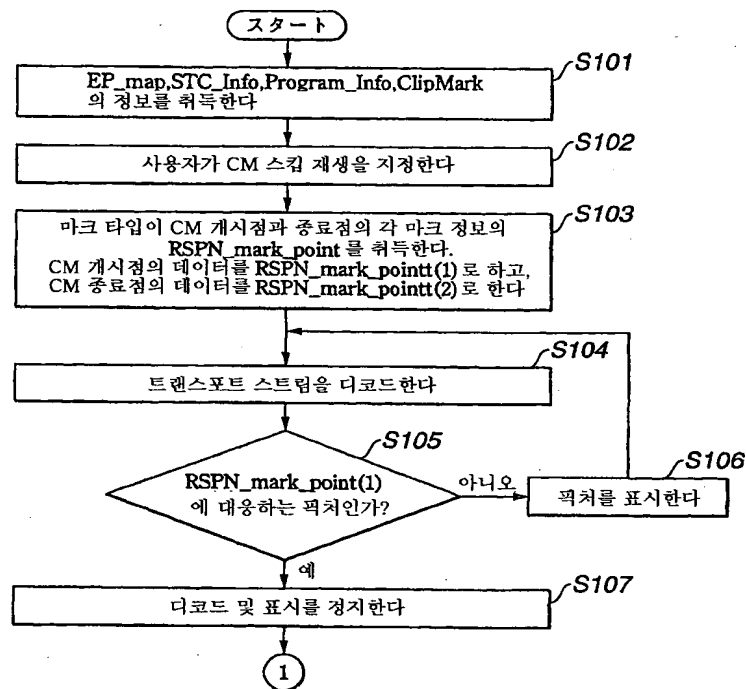 スタート
S101
EP_map,STC_Info,Program_Info,ClipMark
의 정보를 취득한다
S102
사용자가 CM 스킵 재생을 지정한다
S103
마크 타입이 CM 개시점과 종료점의 각 마크 정보의
RSPN_mark_point 를 취득한다.
CM 개시점의 데이터를 RSPN_mark_pointt(1)로 하고,
CM 종료점의 데이터를 RSPN_mark_pointt(2)로 한다
S104
트랜스포트 스트림을 디코드한다
S105
RSPN_mark_point(1)
에 대응하는 픽처인가?
아니오
S106
픽처를 표시한다
예
S107
디코드 및 표시를 정지한다
1